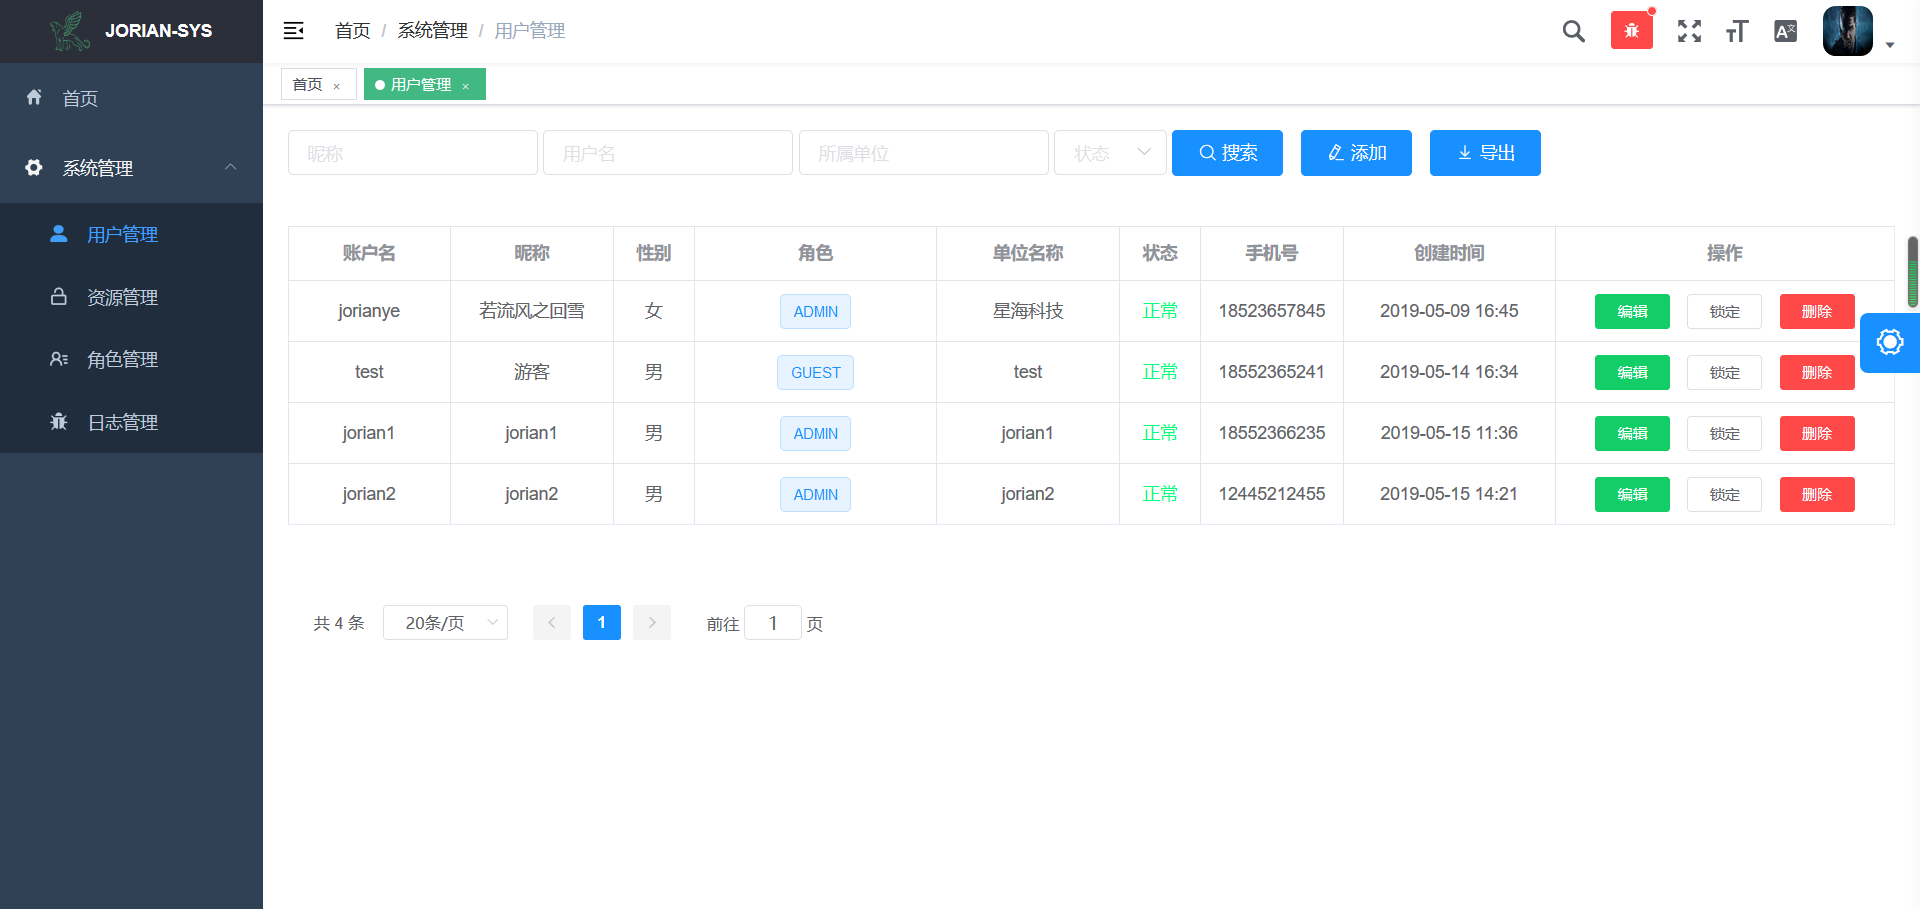 JORIAN-SYS
首页 / 系统管理 / 用户管理
首页 ×
用户管理 ×
首页
系统管理
用户管理
资源管理
角色管理
日志管理
昵称 用户名 所属单位 状态 搜索 添加 导出
账户名 昵称 性别 角色 单位名称 状态 手机号 创建时间 操作
jorianye 若流风之回雪 女 ADMIN 星海科技 正常 18523657845 2019-05-09 16:45 编辑 锁定 删除
test 游客 男 GUEST test 正常 18552365241 2019-05-14 16:34 编辑 锁定 删除
jorian1 jorian1 男 ADMIN jorian1 正常 18552366235 2019-05-15 11:36 编辑 锁定 删除
jorian2 jorian2 男 ADMIN jorian2 正常 12445212455 2019-05-15 14:21 编辑 锁定 删除
共 4 条 20条/页 1 前往 1 页